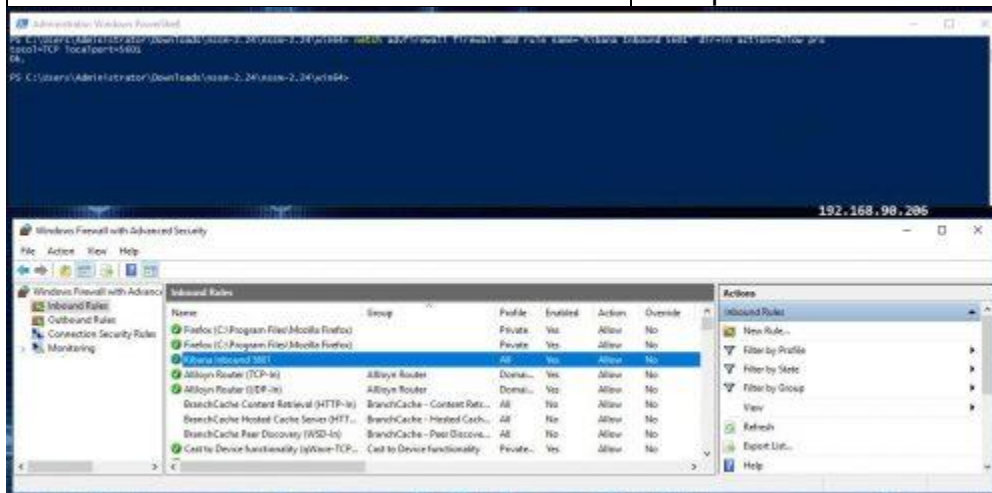 Administrator: Windows PowerShell
PS C:\Users\Administrator\Downloads\nssm-2.24\nssm-2.24\win64> netsh advfirewall firewall add rule name="Kibana Inbound 5601" dir=in action=allow pro
tocol=TCP localport=5601
Ok.
PS C:\Users\Administrator\Downloads\nssm-2.24\nssm-2.24\win64>
192.168.90.206
Windows Firewall with Advanced Security
File Action View Help
Windows Firewall with Advanc
Inbound Rules
Outbound Rules
Connection Security Rules
Monitoring
Inbound Rules
Name Group Profile Enabled Action Override
Firefox (C:\Program Files\Mozilla Firefox) Private Yes Allow No
Firefox (C:\Program Files\Mozilla Firefox) Private Yes Allow No
Kibana Inbound 5601 All Yes Allow No
AllJoyn Router (TCP-In) AllJoyn Router Domai... Yes Allow No
AllJoyn Router (UDP-In) AllJoyn Router Domai... Yes Allow No
BranchCache Content Retrieval (HTTP-In) BranchCache - Content Retr... All No Allow No
BranchCache Hosted Cache Server (HTT... BranchCache - Hosted Cach... All No Allow No
BranchCache Peer Discovery (WSD-In) BranchCache - Peer Discove... All No Allow No
Cast to Device functionality (qWave-TCP... Cast to Device functionality Private... Yes Allow No
Actions
Inbound Rules
New Rule...
Filter by Profile
Filter by State
Filter by Group
View
Refresh
Export List...
Help